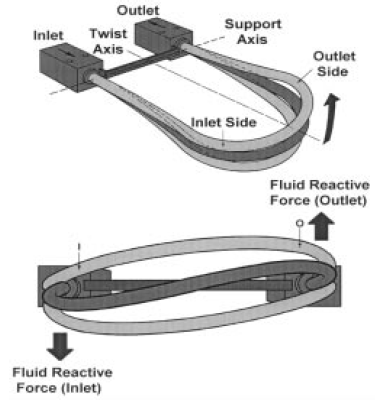 Outlet
Inlet
Twist
Axis
Support
Axis
Outlet
Side
Inlet Side
Fluid Reactive
Force (Outlet)
I
O
Fluid Reactive
Force (Inlet)